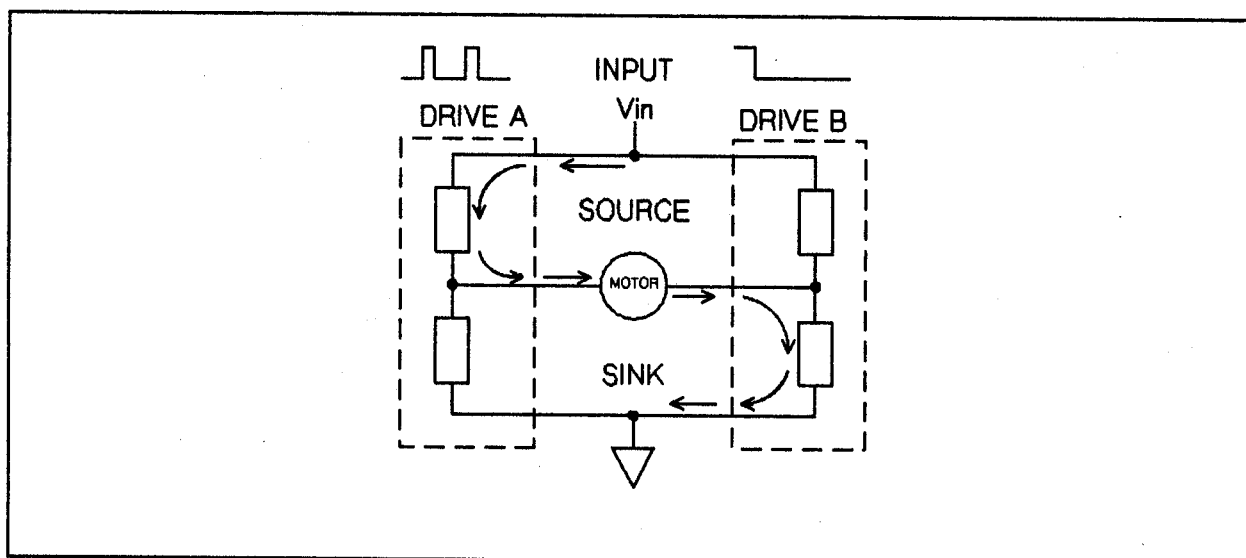 INPUT
Vin
DRIVE A
DRIVE B
SOURCE
MOTOR
SINK